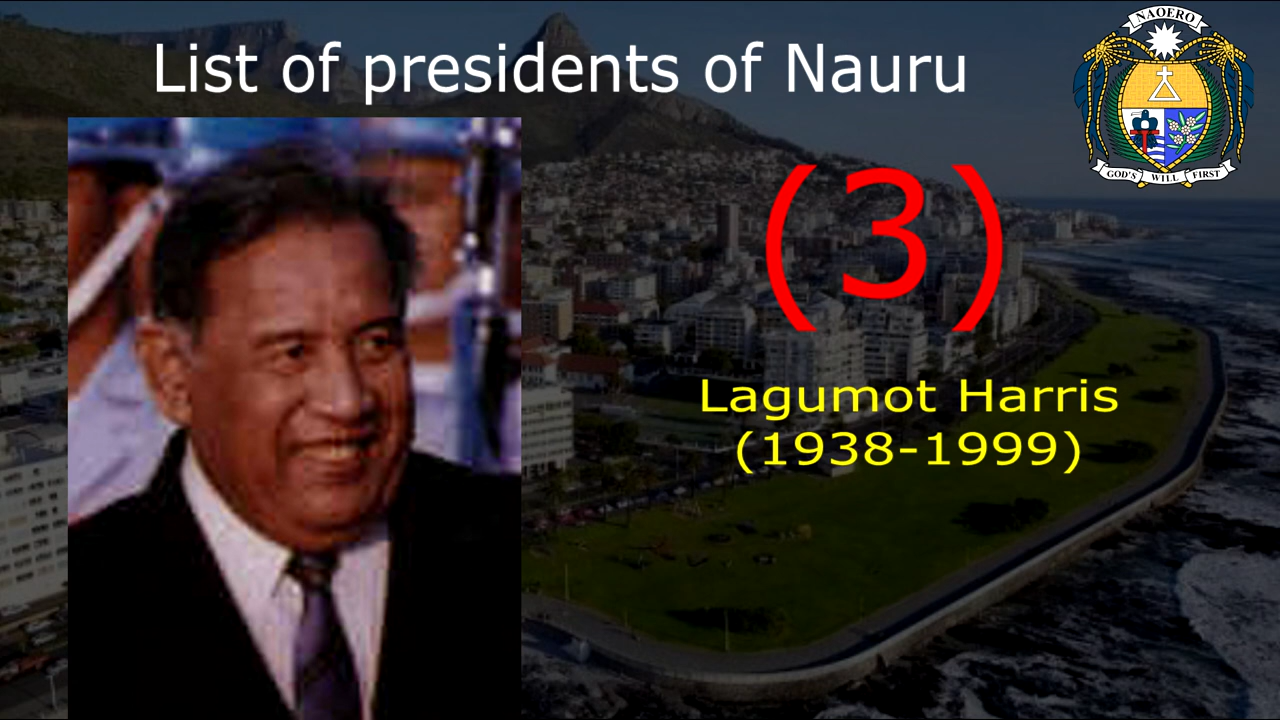 List of presidents of Nauru
NAOERO
GOD'S WILL FIRST
(3)
Lagumot Harris
(1938-1999)